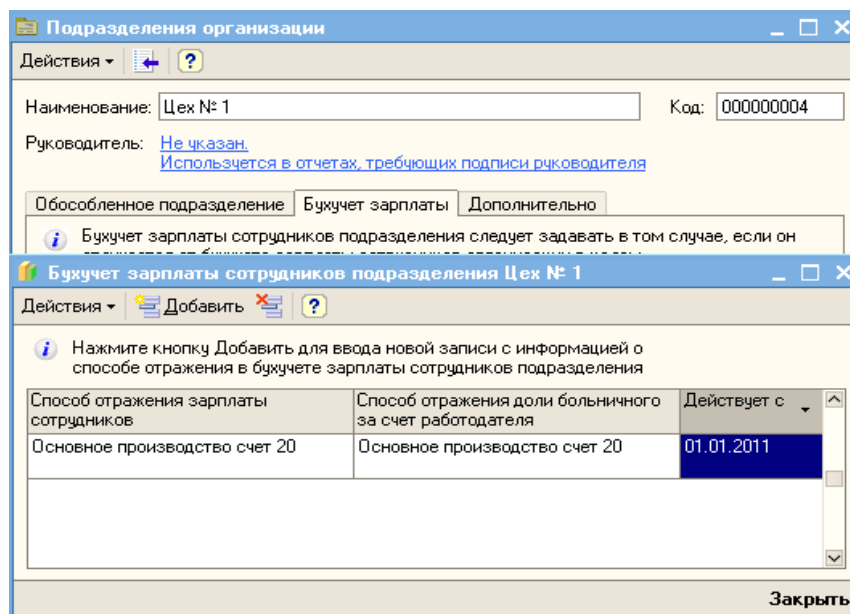 Подразделения организации
Действия
Наименование: Цех № 1 Код: 000000004
Руководитель: Не указан.
Используется в отчетах, требующих подписи руководителя
Обособленное подразделение Бухучет зарплаты Дополнительно
Бухучет зарплаты сотрудников подразделения следует задавать в том случае, если он
Бухучет зарплаты сотрудников подразделения Цех № 1
Действия Добавить
Нажмите кнопку Добавить для ввода новой записи с информацией о
способе отражения в бухучете зарплаты сотрудников подразделения
Способ отражения зарплаты сотрудников Способ отражения доли больничного за счет работодателя Действует с
Основное производство счет 20 Основное производство счет 20 01.01.2011
Закрыть